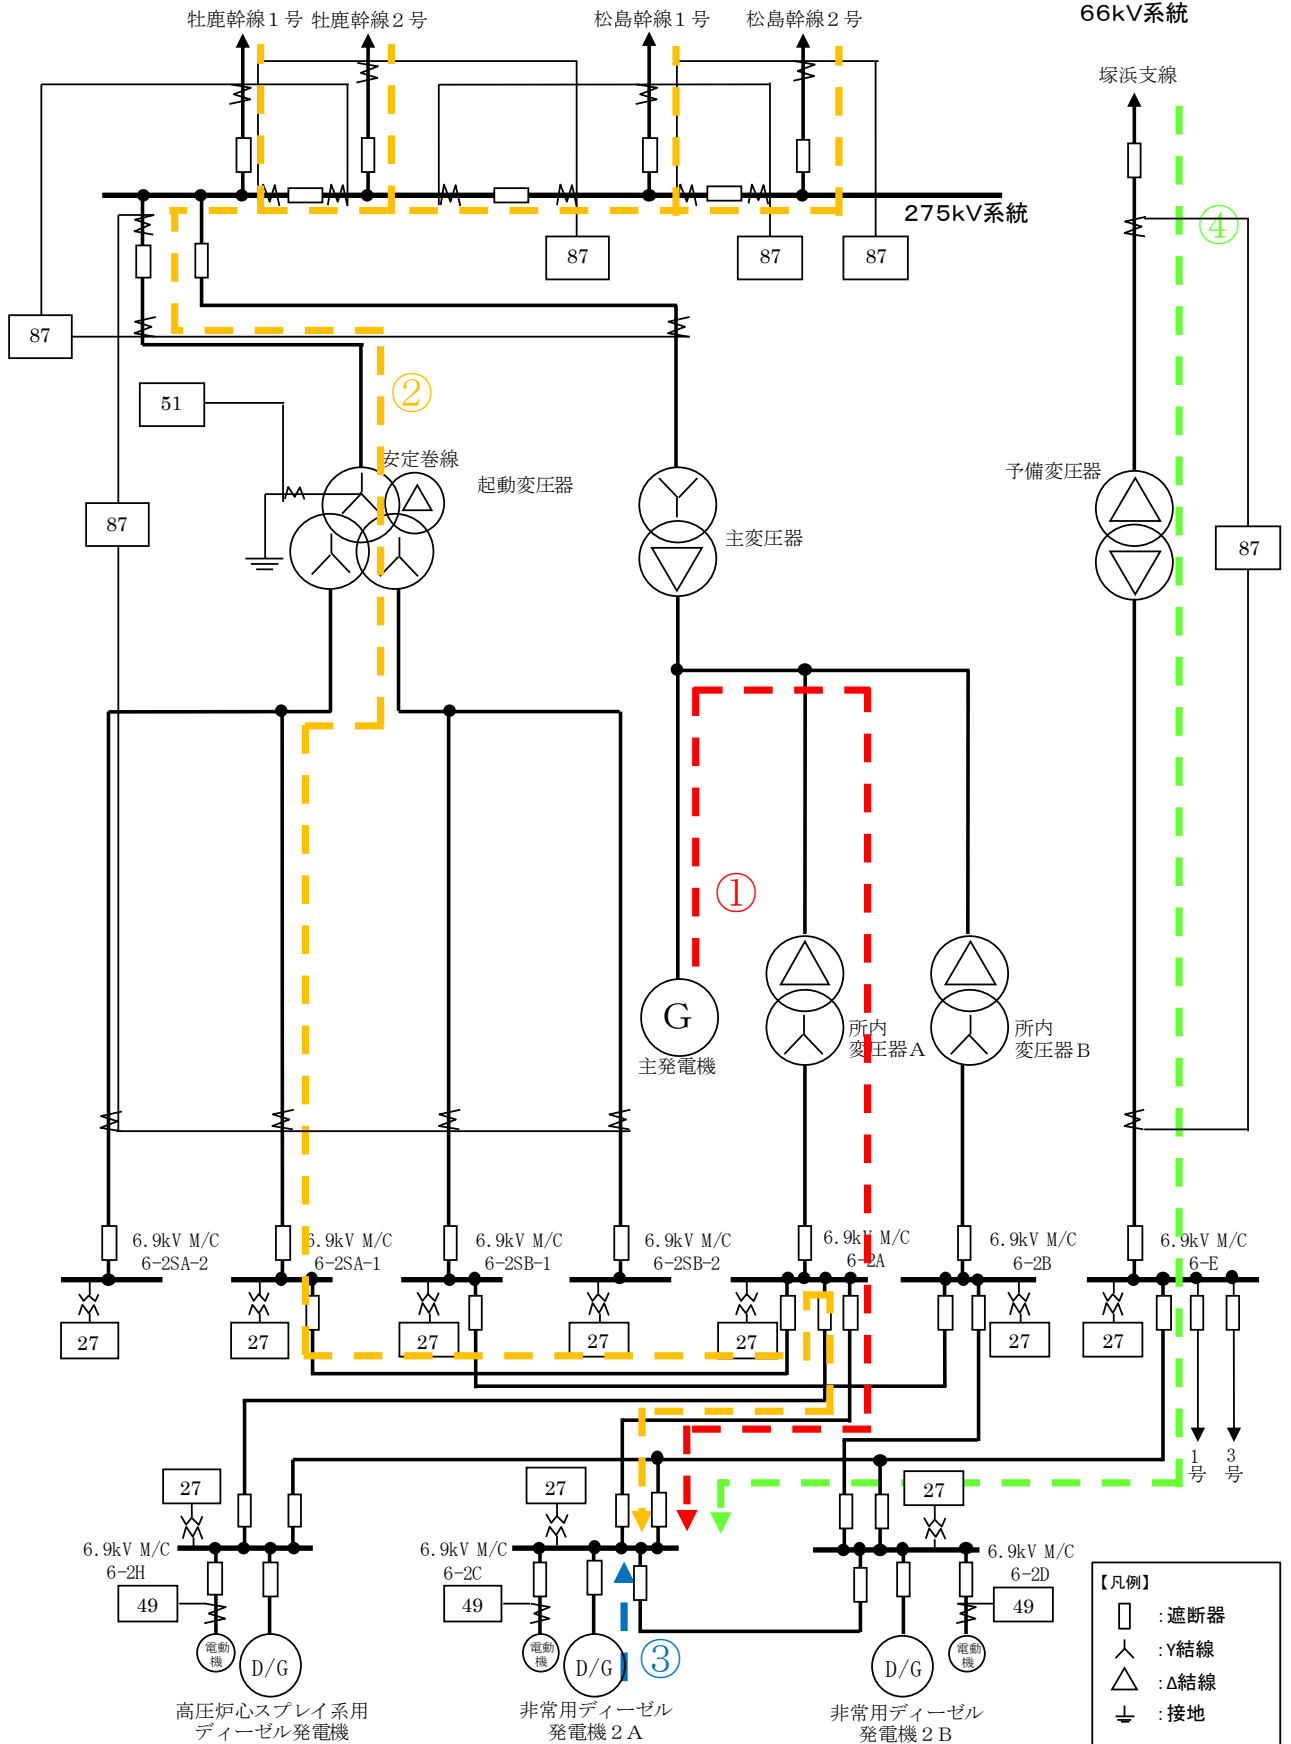 牡鹿幹線１号
牡鹿幹線２号
松島幹線１号
松島幹線２号
66kV系統
塚浜支線
275kV系統
④
87
87
87
87
②
51
安定巻線
起動変圧器
予備変圧器
87
主変圧器
87
①
G
主発電機
所内
変圧器Ａ
所内
変圧器Ｂ
6.9kV M/C
6-2SA-2
6.9kV M/C
6-2SA-1
6.9kV M/C
6-2SB-1
6.9kV M/C
6-2SB-2
6.9kV M/C
6-2A
6.9kV M/C
6-2B
6.9kV M/C
6-E
27
27
27
27
27
27
27
1
号
3
号
27
27
27
6.9kV M/C
6-2H
6.9kV M/C
6-2C
6.9kV M/C
6-2D
49
49
49
電動
機
D/G
電動
機
D/G
③
D/G
電動
機
高圧炉心スプレイ系用
ディーゼル発電機
非常用ディーゼル
発電機２Ａ
非常用ディーゼル
発電機２Ｂ
【凡例】
：遮断器
：Y結線
：Δ結線
：接地